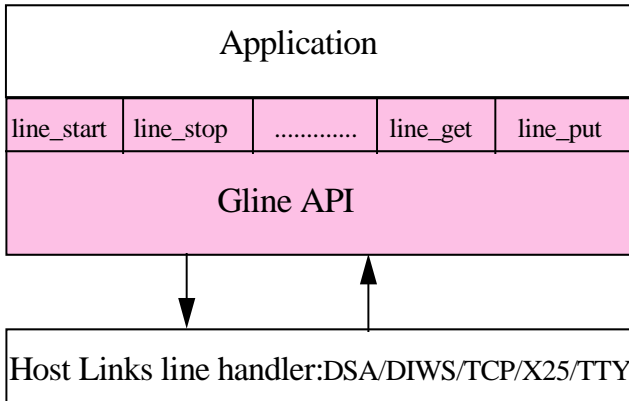 Application
line_start line_stop ............. line_get line_put
Gline API
Host Links line handler:DSA/DIWS/TCP/X25/TTY